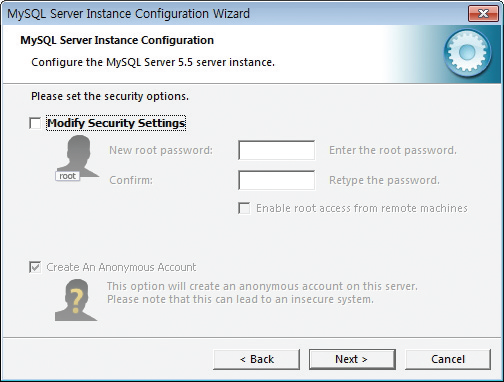 MySQL Server Instance Configuration Wizard
MySQL Server Instance Configuration
Configure the MySQL Server 5.5 server instance.
Please set the security options.
Modify Security Settings
root
New root password:
Enter the root password.
Confirm:
Retype the password.
Enable root access from remote machines
Create An Anonymous Account
This option will create an anonymous account on this server.
Please note that this can lead to an insecure system.
< Back
Next >
Cancel